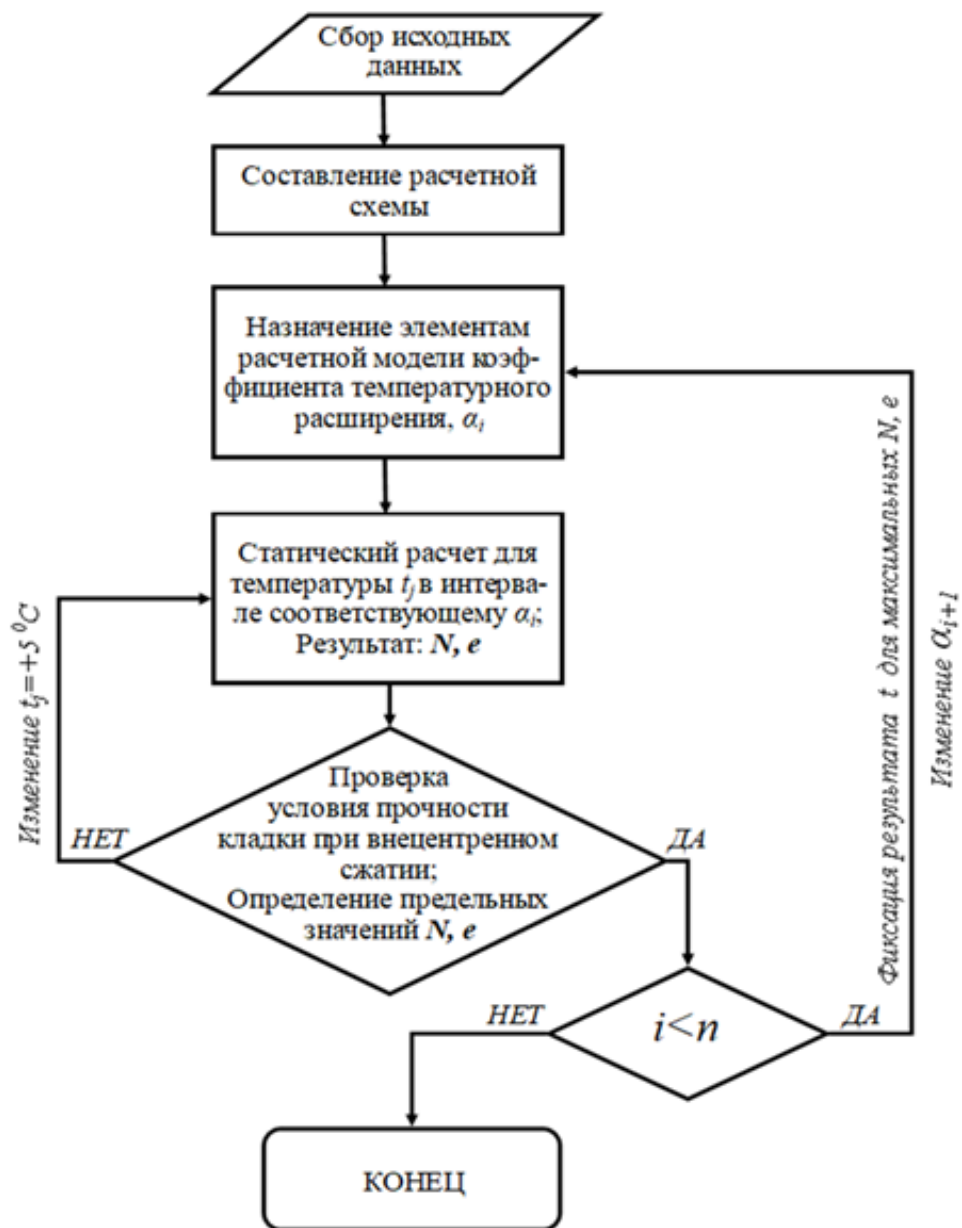 Сбор исходных
данных
Составление расчетной
схемы
Назначение элементам
расчетной модели коэф-
фициента температурного
расширения, αi
Статический расчет для
температуры tj в интерва-
ле соответствующему αi;
Результат: N, e
Изменение tj=+5 ⁰C
Проверка
условия прочности
кладки при внецентренном
сжатии;
Определение предельных
значений N, e
НЕТ
ДА
Фиксация результата t для максимальных N, e
Изменение αi+1
i<n
НЕТ
ДА
КОНЕЦ